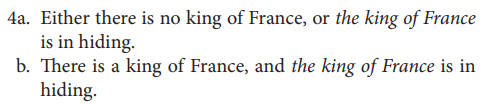 4a. Either there is no king of France, or the king of France
is in hiding.
b. There is a king of France, and the king of France is in
hiding.